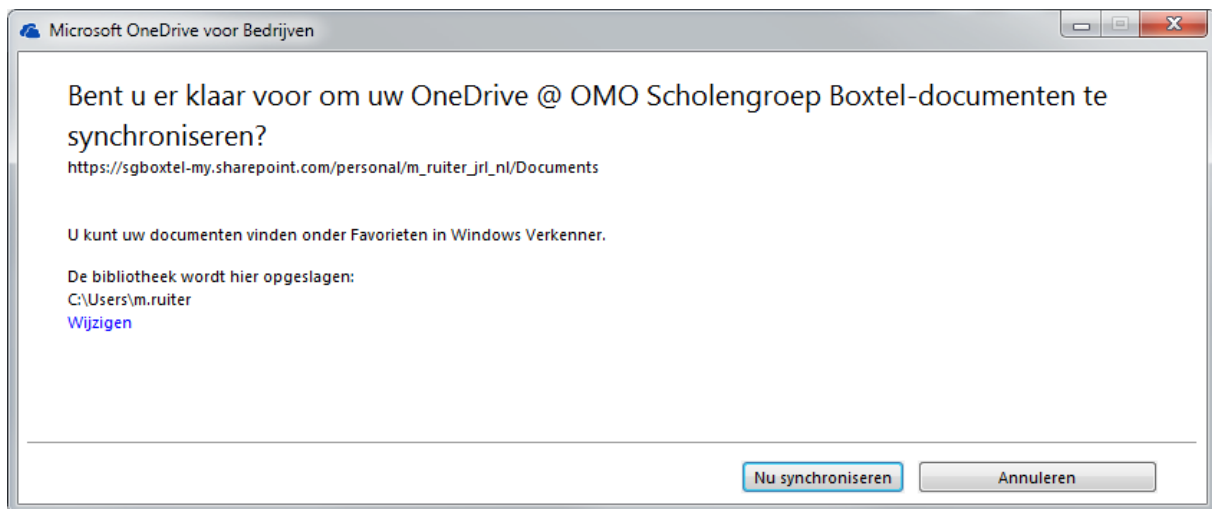 Microsoft OneDrive voor Bedrijven
Bent u er klaar voor om uw OneDrive @ OMO Scholengroep Boxtel-documenten te
synchroniseren?
https://sgboxtel-my.sharepoint.com/personal/m_ruiter_jrl_nl/Documents
U kunt uw documenten vinden onder Favorieten in Windows Verkenner.
De bibliotheek wordt hier opgeslagen:
C:\Users\m.ruiter
Wijzigen
Nu synchroniseren
Annuleren